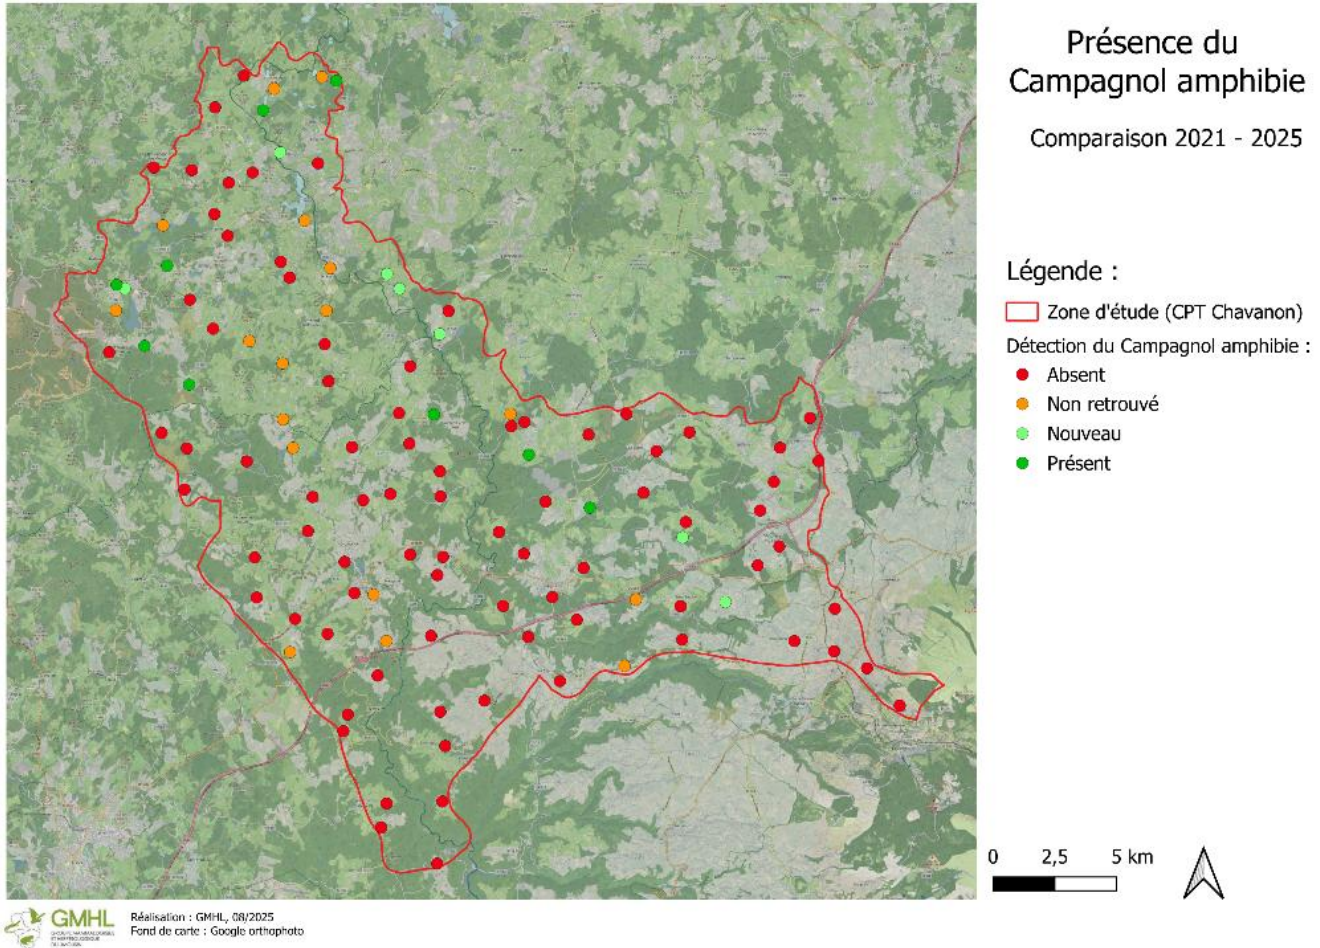 Présence du
Campagnol amphibie
Comparaison 2021 - 2025
Légende :
Zone d'étude (CPT Chavanon)
Détection du Campagnol amphibie :
Absent
Non retrouvé
Nouveau
Présent
0 2,5 5 km
GMHL
Réalisation : GMHL, 08/2025
Fond de carte : Google orthophoto